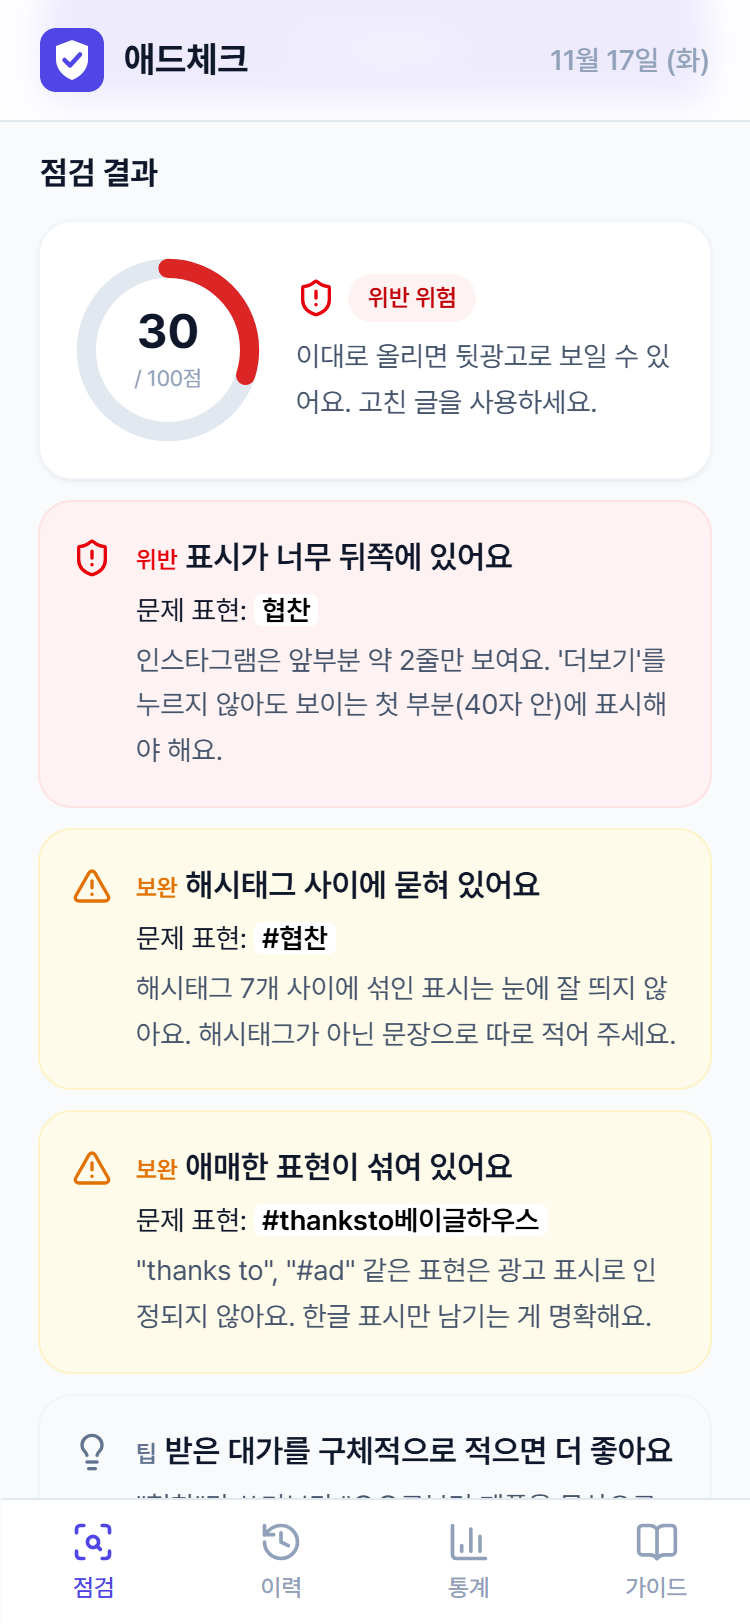 애드체크
11월 17일 (화)
점검 결과
30
/ 100점
위반 위험
이대로 올리면 뒷광고로 보일 수 있
어요. 고친 글을 사용하세요.
위반 표시가 너무 뒤쪽에 있어요
문제 표현: 협찬
인스타그램은 앞부분 약 2줄만 보여요. '더보기'를
누르지 않아도 보이는 첫 부분(40자 안)에 표시해
야 해요.
보완 해시태그 사이에 묻혀 있어요
문제 표현: #협찬
해시태그 7개 사이에 섞인 표시는 눈에 잘 띄지 않
아요. 해시태그가 아닌 문장으로 따로 적어 주세요.
보완 애매한 표현이 섞여 있어요
문제 표현: #thanksto베이글하우스
"thanks to", "#ad" 같은 표현은 광고 표시로 인
정되지 않아요. 한글 표시만 남기는 게 명확해요.
팁 받은 대가를 구체적으로 적으면 더 좋아요
점검
이력
통계
가이드